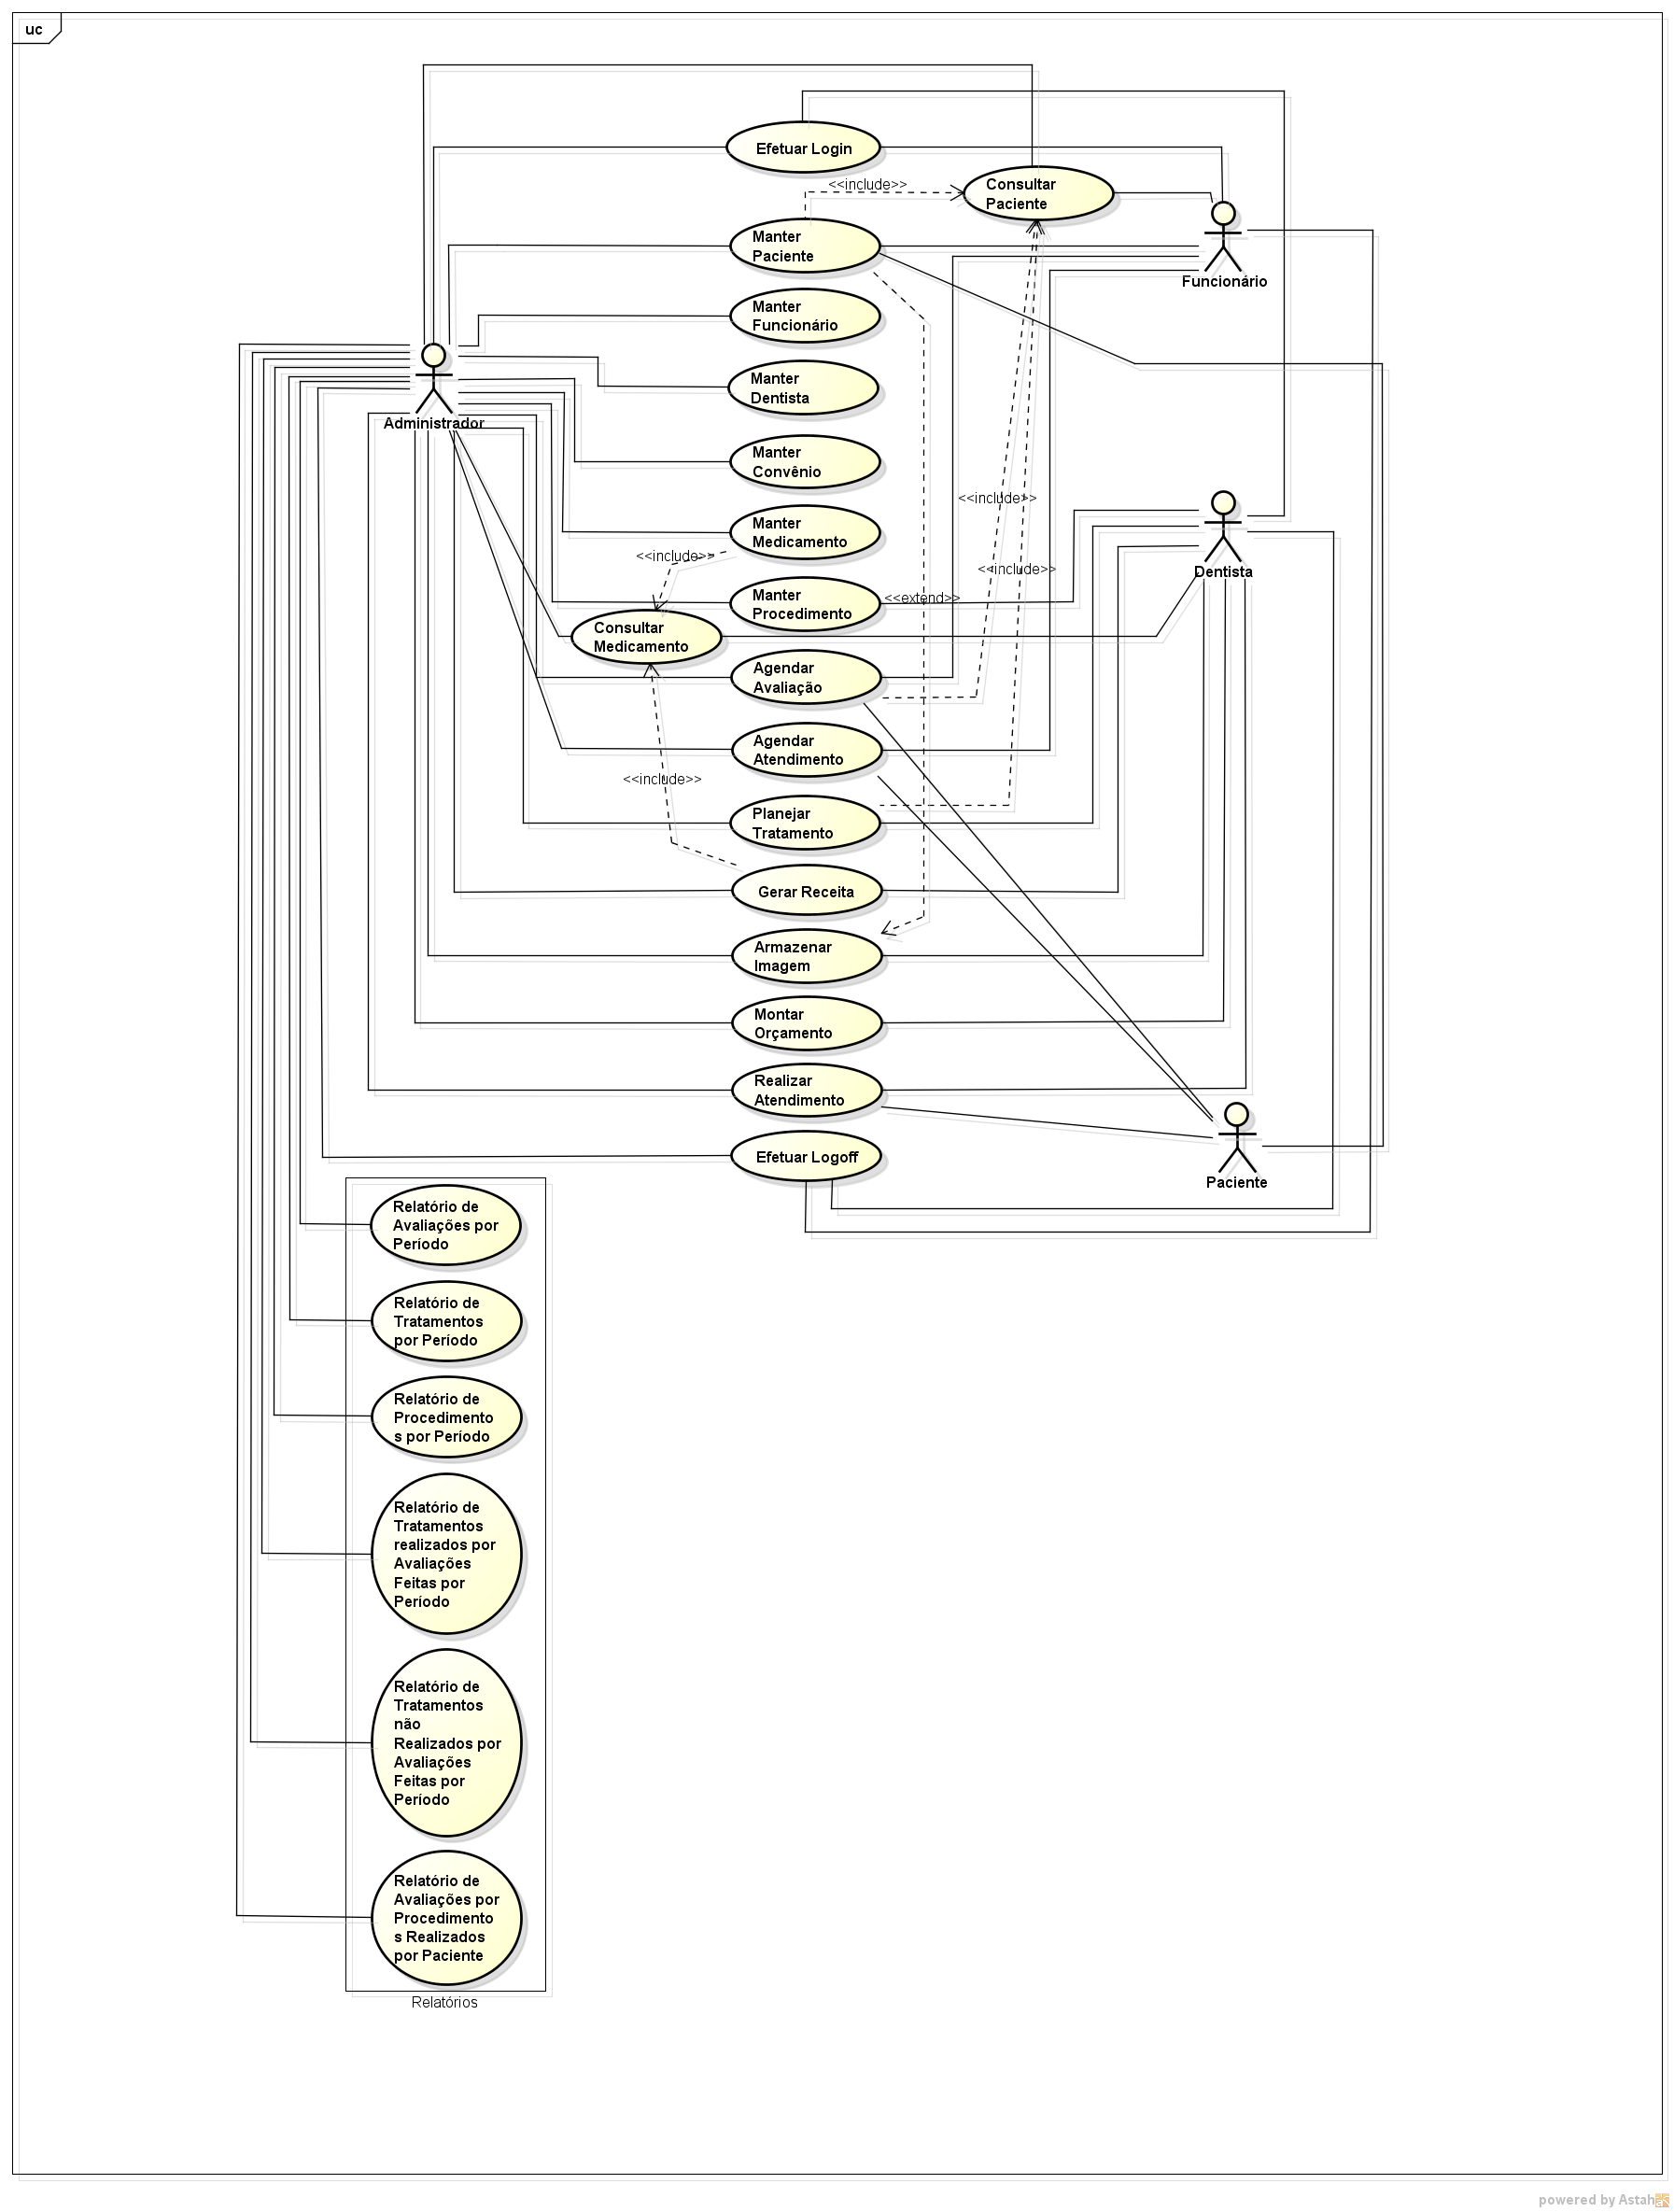 uc
Efetuar Login
<<include>>
Consultar
Paciente
Manter
Paciente
Funcionário
Manter
Funcionário
Administrador
Manter
Dentista
Manter
Convênio
<<include>>
Manter
Medicamento
<<include>>
<<include>>
Dentista
Manter
Procedimento
<<extend>>
Consultar
Medicamento
Agendar
Avaliação
Agendar
Atendimento
<<include>>
Planejar
Tratamento
Gerar Receita
Armazenar
Imagem
Montar
Orçamento
Realizar
Atendimento
Efetuar Logoff
Paciente
Relatório de
Avaliações por
Período
Relatório de
Tratamentos
por Período
Relatório de
Procedimento
s por Período
Relatório de
Tratamentos
realizados por
Avaliações
Feitas por
Período
Relatório de
Tratamentos
não
Realizados por
Avaliações
Feitas por
Período
Relatório de
Avaliações por
Procedimento
s Realizados
por Paciente
Relatórios
powered by Astah